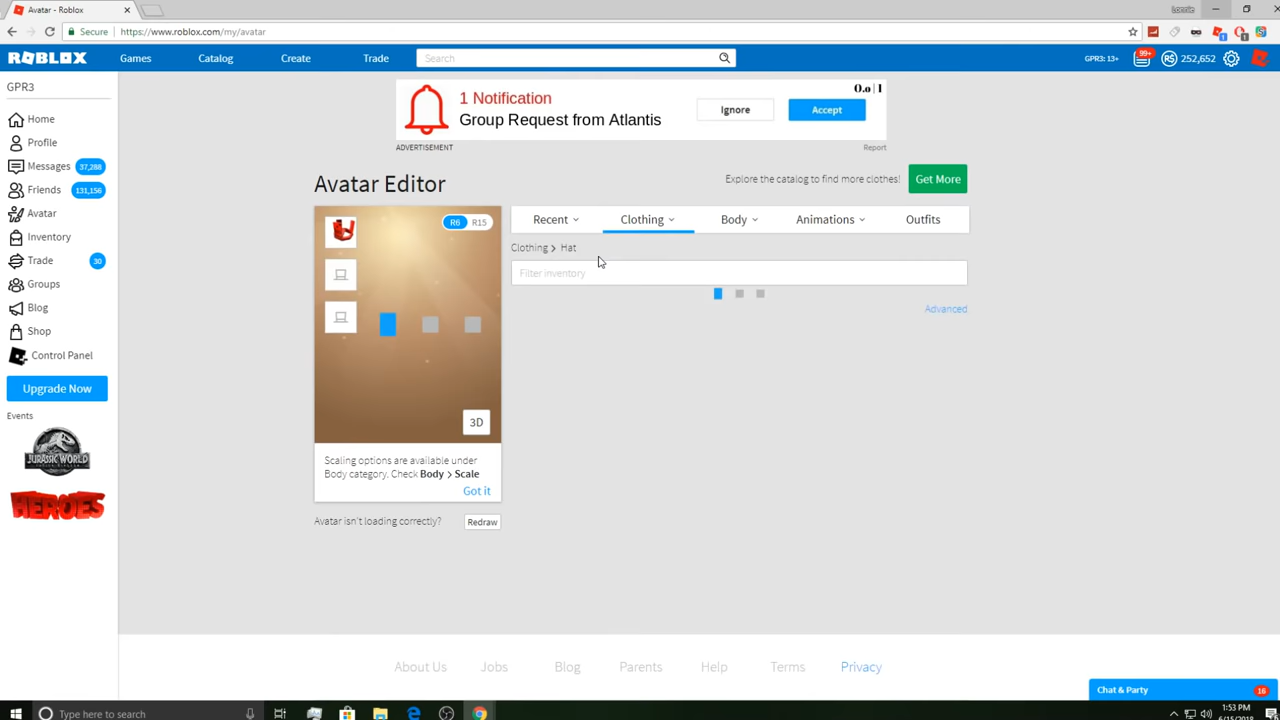 Avatar - Roblox
Secure https://www.roblox.com/my/avatar
ROBLOX Games Catalog Create Trade Search GPR3: 13+ 99+ R$ 252,652
GPR3
Home
Profile
Messages 37,288
Friends 131,156
Avatar
Inventory
Trade 30
Groups
Blog
Shop
Control Panel
Upgrade Now
Events
JURASSIC WORLD
HEROES
1 Notification
Group Request from Atlantis
Ignore
Accept
O.o | 1
ADVERTISEMENT
Report
Avatar Editor
Explore the catalog to find more clothes!
Get More
R6 R15
3D
Scaling options are available under
Body category. Check Body > Scale
Got it
Avatar isn't loading correctly? Redraw
Recent Clothing Body Animations Outfits
Clothing > Hat
Filter inventory
Advanced
About Us Jobs Blog Parents Help Terms Privacy
Chat & Party 16
Type here to search
1:53 PM
6/15/2018